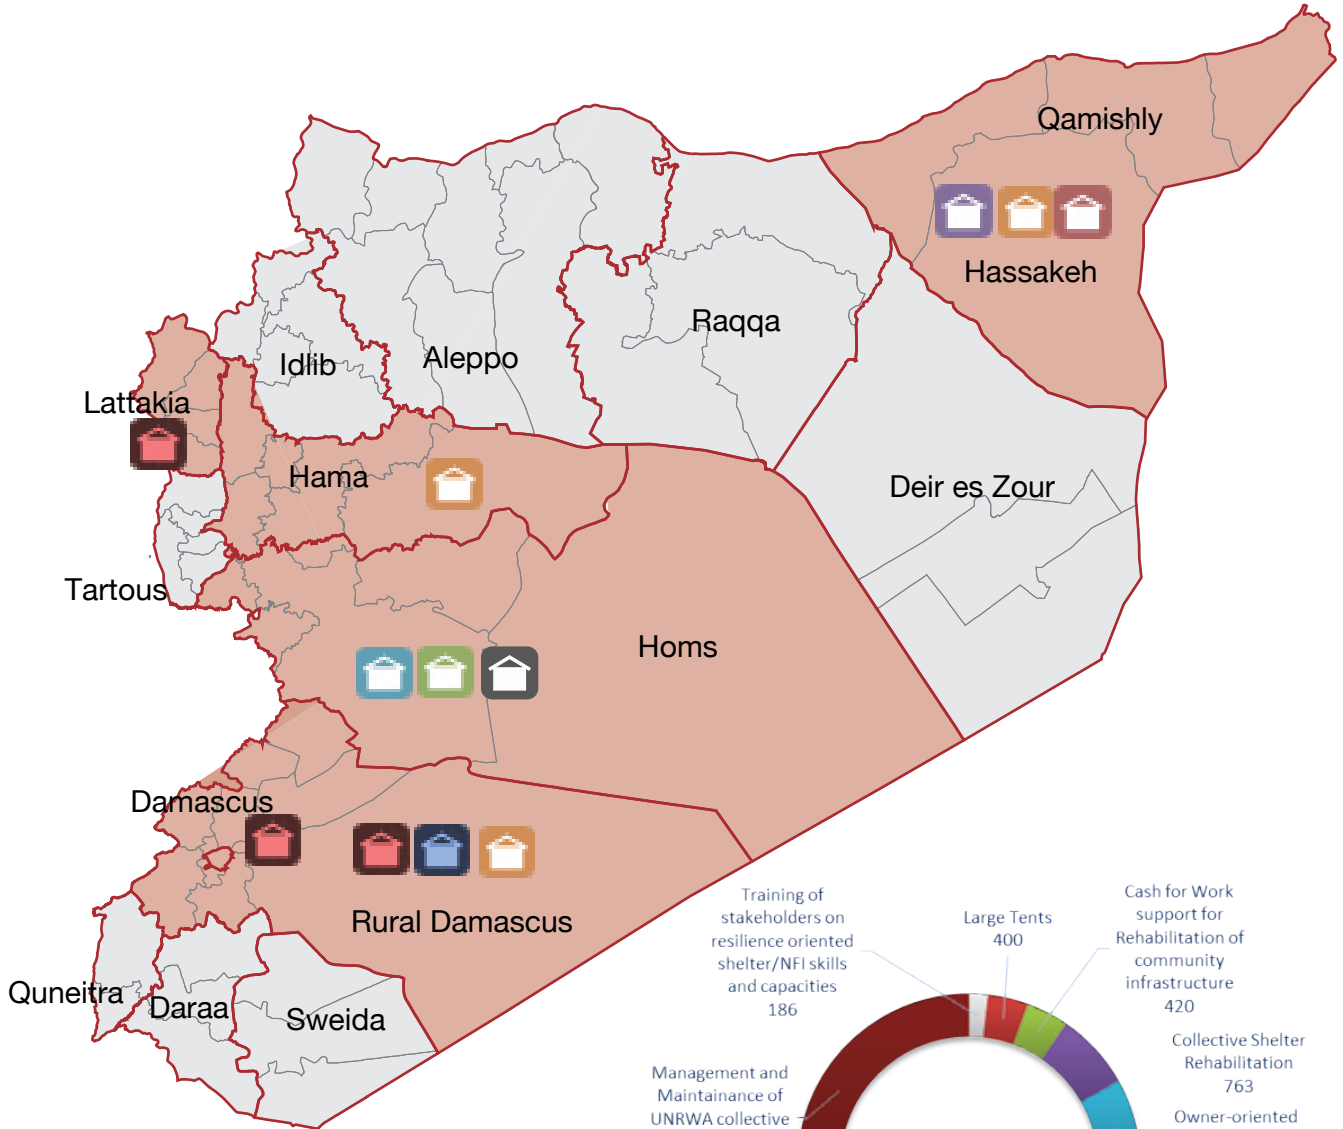 Qamishly
Hassakeh
Raqqa
Idlib
Aleppo
Lattakia
Hama
Deir es Zour
Tartous
Homs
Damascus
Rural Damascus
Quneitra
Daraa
Sweida
Training of
stakeholders on
resilience oriented
shelter/NFI skills
and capacities
186
Large Tents
400
Cash for Work
support for
Rehabilitation of
community
infrastructure
420
Collective Shelter
Rehabilitation
763
Owner-oriented
Management and
Maintainance of
UNRWA collective